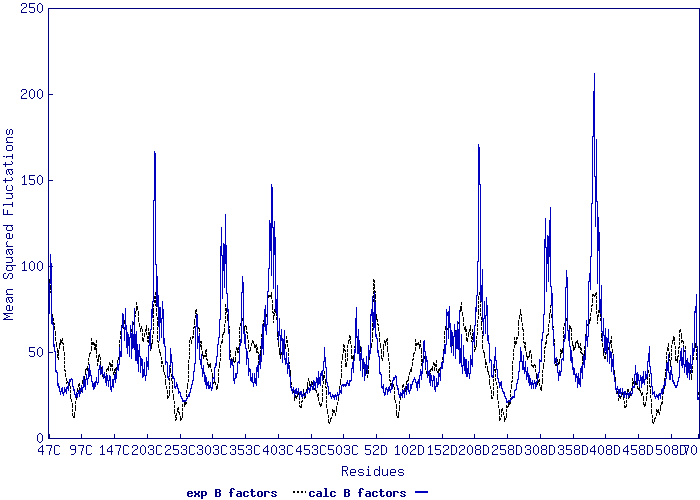 250
200
150
100
50
0
Mean Squared Fluctations
47C 97C 147C 203C 253C 303C 353C 403C 453C 503C 52D 102D 152D 208D 258D 308D 358D 408D 458D 508D 70
Residues
exp B factors calc B factors